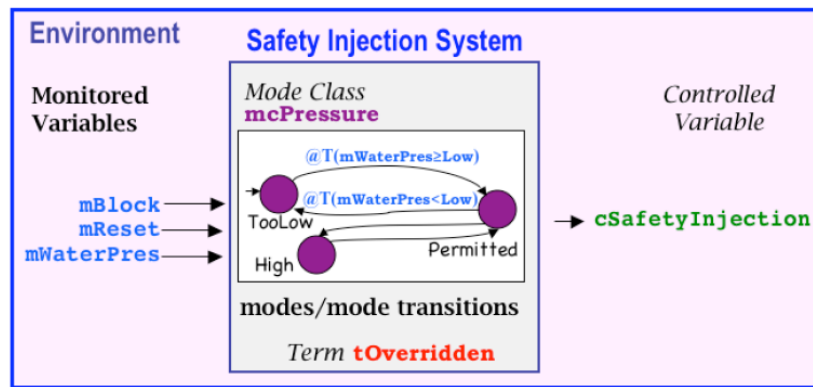 Environment
Safety Injection System
Monitored
Variables
Mode Class
mcPressure
Controlled
Variable
@T(mWaterPres≥Low)
@T(mWaterPres<Low)
TooLow
High
Permitted
mBlock
mReset
mWaterPres
cSafetyInjection
modes/mode transitions
Term tOverridden